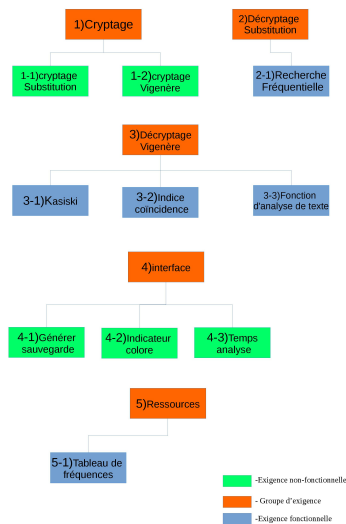 1)Cryptage
2)Décryptage
Substitution
1-1)cryptage
Substitution
1-2)cryptage
Vigenère
2-1)Recherche
Fréquentielle
3)Décryptage
Vigenère
3-1)Kasiski
3-2)Indice
coïncidence
3-3)Fonction
d'analyse de texte
4)interface
4-1)Générer
sauvegarde
4-2)Indicateur
colore
4-3)Temps
analyse
5)Ressources
5-1)Tableau de
fréquences
-Exigence non-fonctionnelle
- Groupe d'exigence
-Exigence fonctionnelle